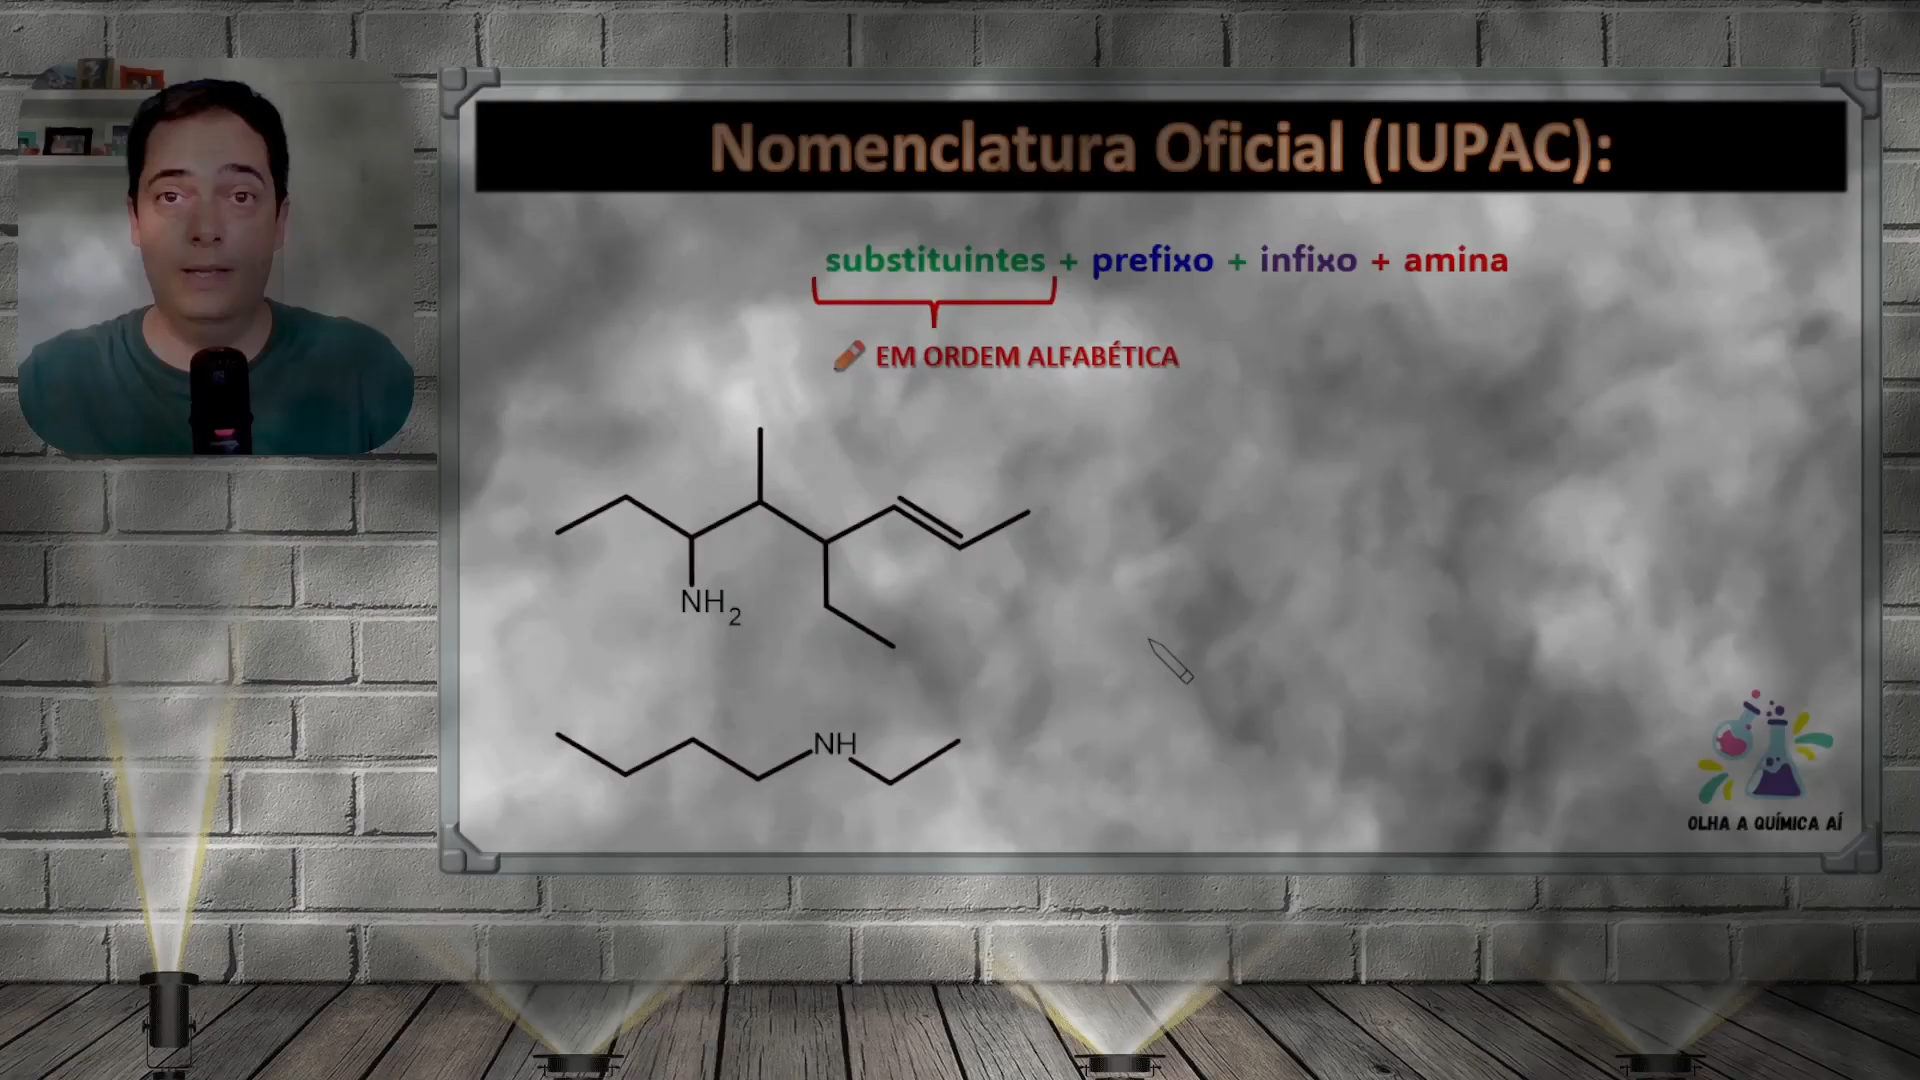 Nomenclatura Oficial (IUPAC):
substituintes + prefixo + infixo + amina
EM ORDEM ALFABÉTICA
NH2
NH
OLHA A QUÍMICA AÍ